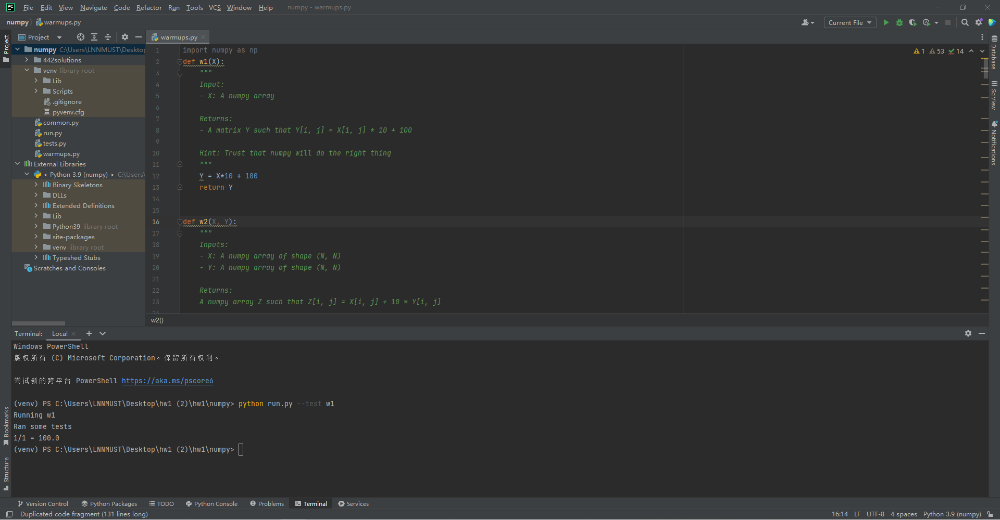 PC File Edit View Navigate Code Refactor Run Tools VCS Window Help numpy - warmups.py
numpy warmups.py Current File
Project
Project
numpy C:\Users\LNNMUST\Desktop
442solutions
venv library root
Lib
Scripts
.gitignore
pyvenv.cfg
common.py
run.py
tests.py
warmups.py
External Libraries
< Python 3.9 (numpy) > C:\Users\
Binary Skeletons
DLLs
Extended Definitions
Lib
Python39 library root
site-packages
venv library root
Typeshed Stubs
Scratches and Consoles
warmups.py
1 53 14
1 import numpy as np
2 def w1(X):
3 """
4 Input:
5 - X: A numpy array
6
7 Returns:
8 - A matrix Y such that Y[i, j] = X[i, j] * 10 + 100
9
10 Hint: Trust that numpy will do the right thing
11 """
12 Y = X*10 + 100
13 return Y
14
15
16 def w2(X, Y):
17 """
18 Inputs:
19 - X: A numpy array of shape (N, N)
20 - Y: A numpy array of shape (N, N)
21
22 Returns:
23 A numpy array Z such that Z[i, j] = X[i, j] + 10 * Y[i, j]
24
w2()
Database
SciView
Notifications
Terminal: Local
Windows PowerShell
版权所有 (C) Microsoft Corporation。保留所有权利。
尝试新的跨平台 PowerShell https://aka.ms/pscore6
(venv) PS C:\Users\LNNMUST\Desktop\hw1 (2)\hw1\numpy> python run.py --test w1
Running w1
Ran some tests
1/1 = 100.0
(venv) PS C:\Users\LNNMUST\Desktop\hw1 (2)\hw1\numpy>
Bookmarks
Structure
Version Control Python Packages TODO Python Console Problems Terminal Services
Duplicated code fragment (131 lines long) 16:14 LF UTF-8 4 spaces Python 3.9 (numpy)